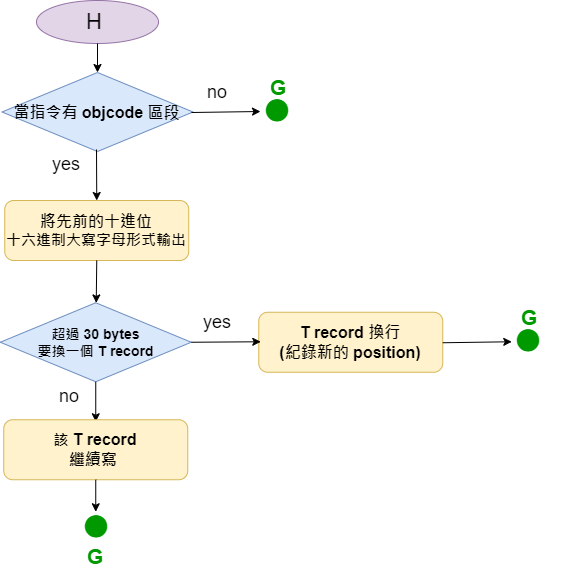 H
當指令有 objcode 區段
no
G
yes
將先前的十進位
十六進制大寫字母形式輸出
超過 30 bytes
要換一個 T record
yes
T record 換行
(紀錄新的 position)
G
no
該 T record
繼續寫
G